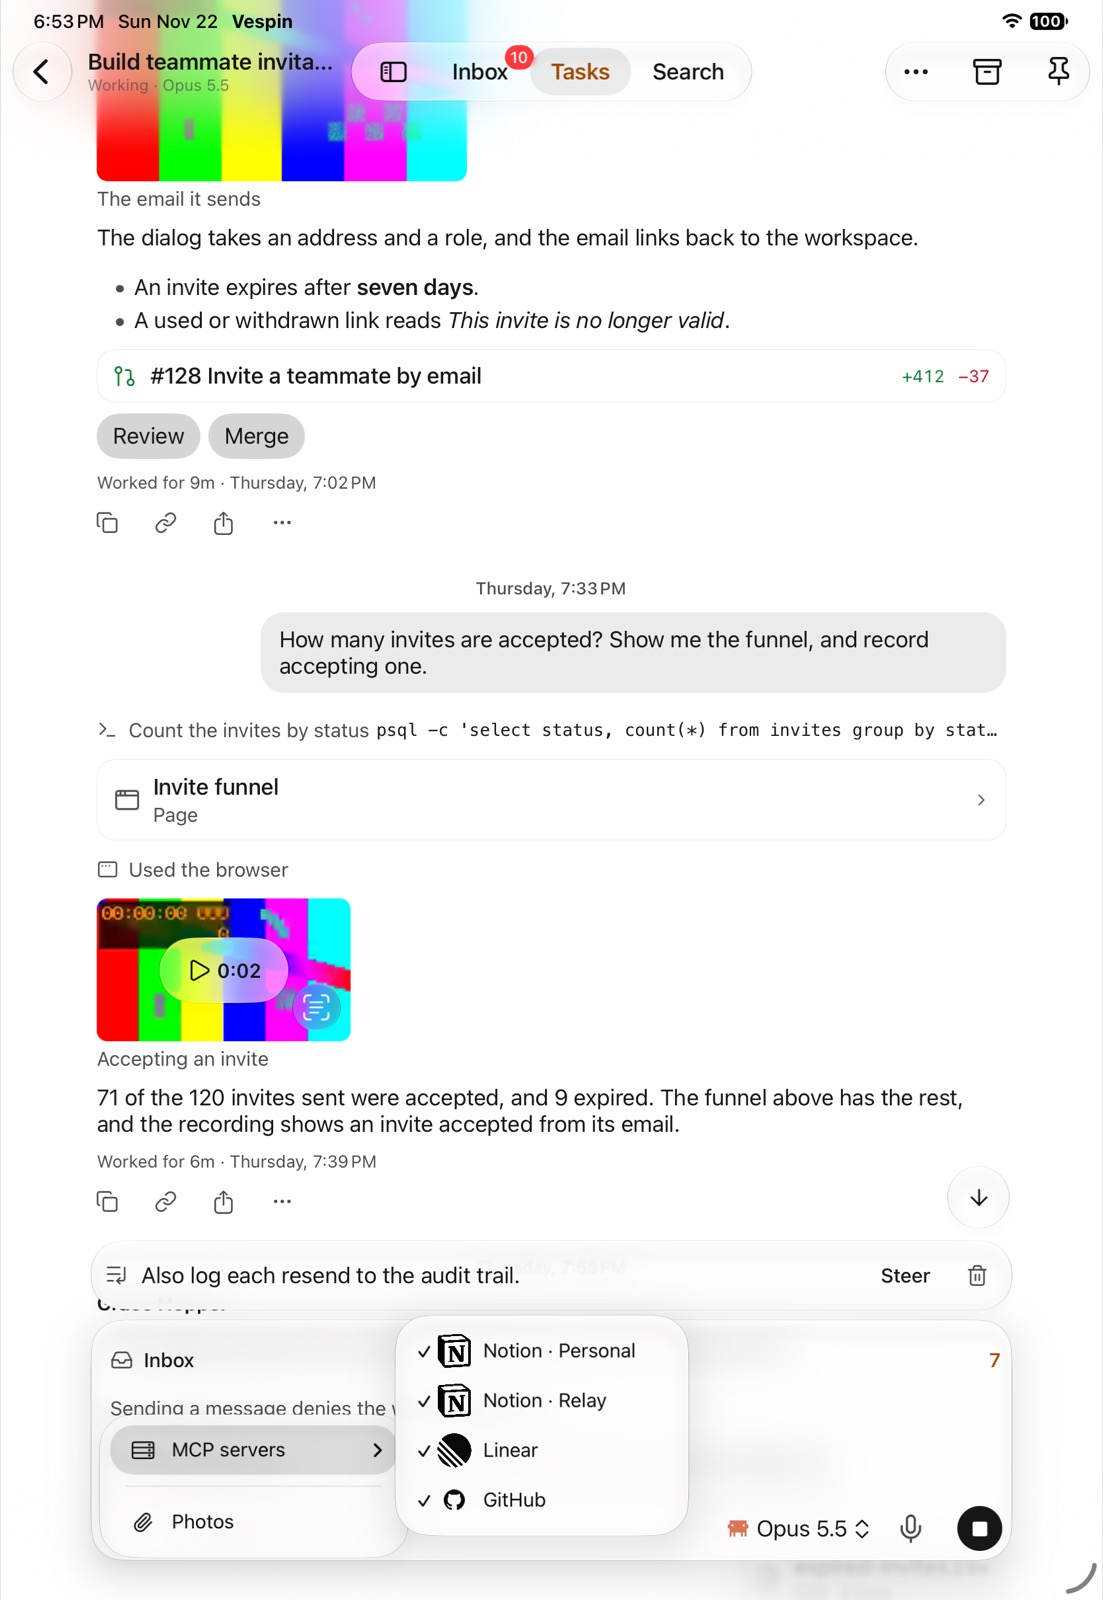 6:53 PM Sun Nov 22 Vespin
100
Build teammate invita...
Working · Opus 5.5
Inbox
10
Tasks
Search
The email it sends
The dialog takes an address and a role, and the email links back to the workspace.
• An invite expires after seven days.
• A used or withdrawn link reads This invite is no longer valid.
#128 Invite a teammate by email
+412 −37
Review
Merge
Worked for 9m · Thursday, 7:02 PM
Thursday, 7:33 PM
How many invites are accepted? Show me the funnel, and record
accepting one.
Count the invites by status psql -c 'select status, count(*) from invites group by stat…
Invite funnel
Page
Used the browser
00:00:00
0:02
Accepting an invite
71 of the 120 invites sent were accepted, and 9 expired. The funnel above has the rest,
and the recording shows an invite accepted from its email.
Worked for 6m · Thursday, 7:39 PM
Also log each resend to the audit trail.
Steer
Inbox
7
Sending a message denies the
MCP servers
Photos
Notion · Personal
Notion · Relay
Linear
GitHub
Opus 5.5